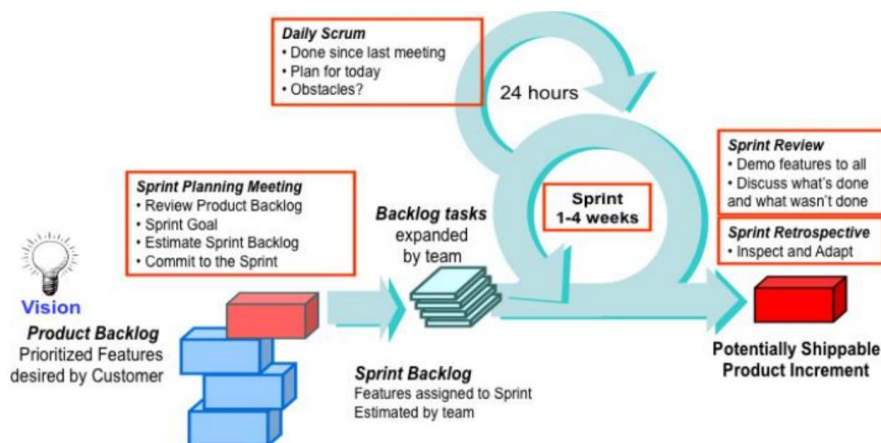 Daily Scrum
• Done since last meeting
• Plan for today
• Obstacles?
24 hours
Sprint Planning Meeting
• Review Product Backlog
• Sprint Goal
• Estimate Sprint Backlog
• Commit to the Sprint
Backlog tasks
expanded
by team
Sprint
1-4 weeks
Sprint Review
• Demo features to all
• Discuss what's done
and what wasn't done
Sprint Retrospective
• Inspect and Adapt
Vision
Product Backlog
Prioritized Features
desired by Customer
Sprint Backlog
Features assigned to Sprint
Estimated by team
Potentially Shippable
Product Increment